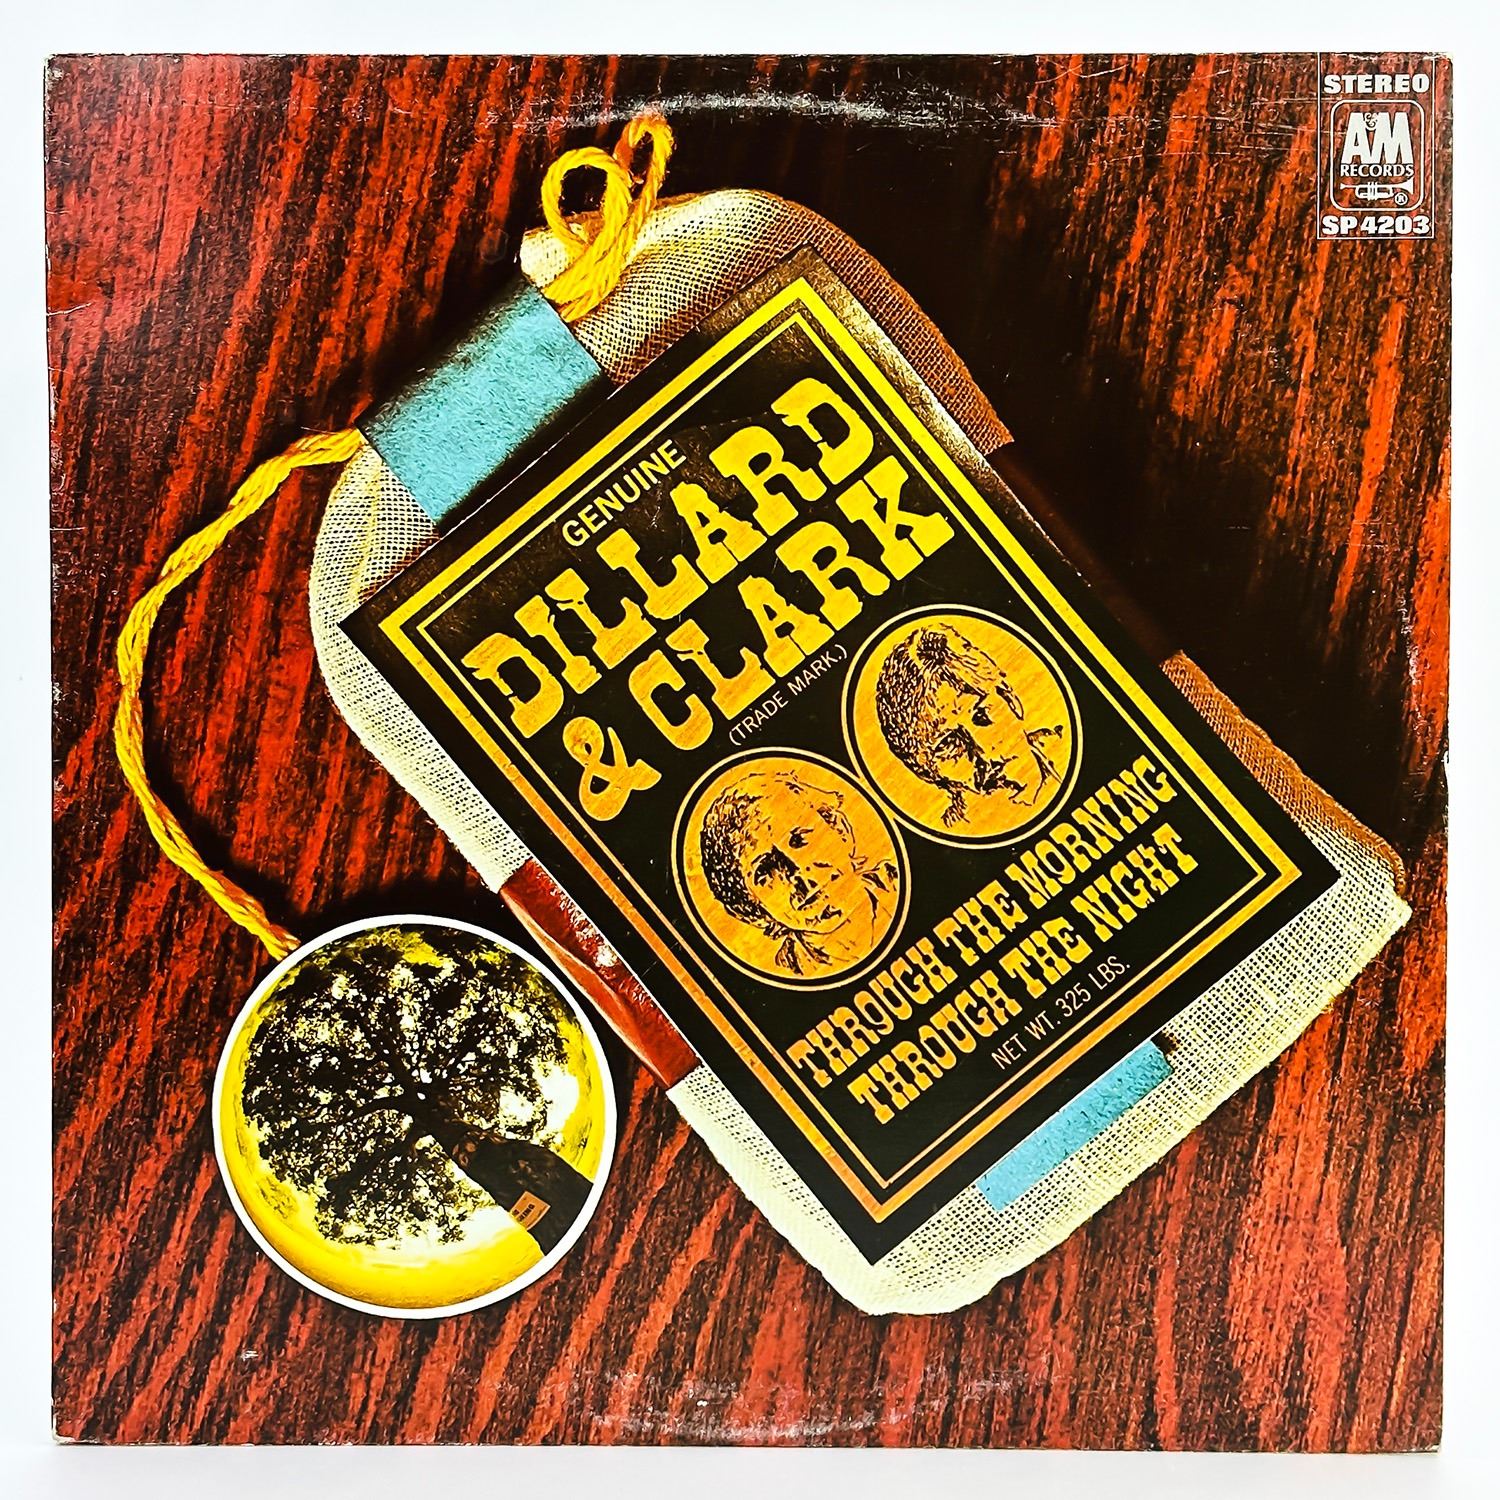 STEREO
A&M
RECORDS
®
SP 4203
GENUINE
DILLARD
& CLARK
(TRADE MARK.)
THROUGH THE MORNING
THROUGH THE NIGHT
NET WT. 325 LBS.